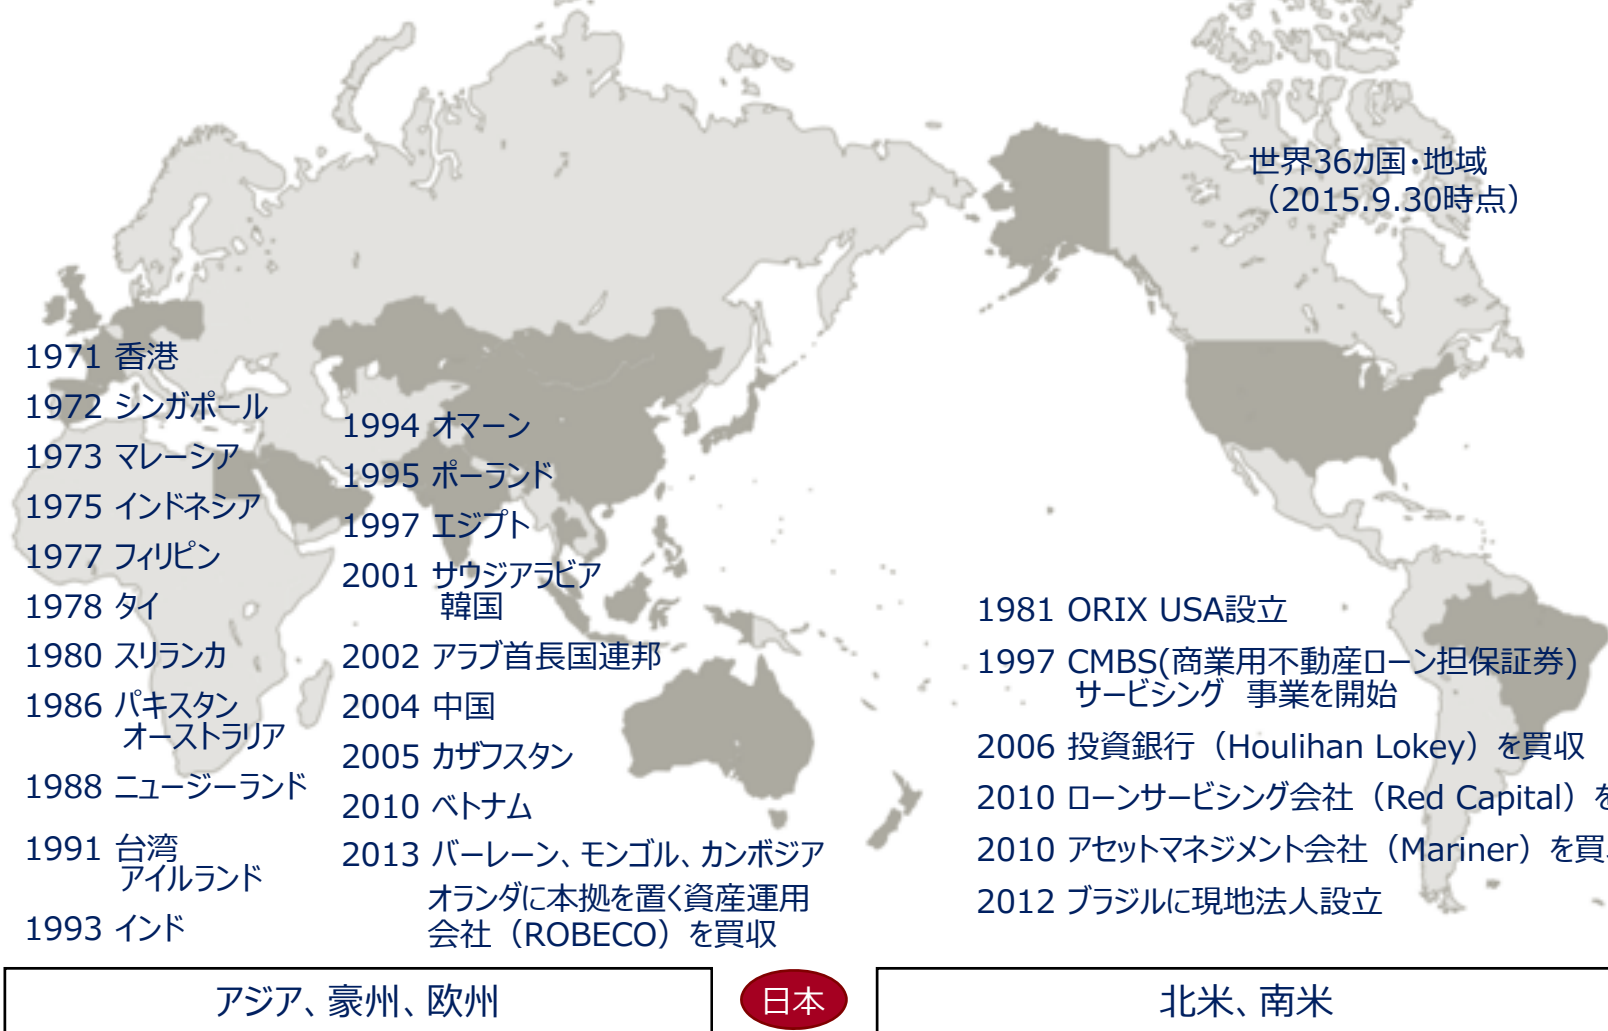 世界36カ国・地域
（2015.9.30時点）
1971 香港
1972 シンガポール
1973 マレーシア
1975 インドネシア
1977 フィリピン
1978 タイ
1980 スリランカ
1986 パキスタン
オーストラリア
1988 ニュージーランド
1991 台湾
アイルランド
1993 インド
1994 オマーン
1995 ポーランド
1997 エジプト
2001 サウジアラビア
韓国
2002 アラブ首長国連邦
2004 中国
2005 カザフスタン
2010 ベトナム
2013 バーレーン、モンゴル、カンボジア
オランダに本拠を置く資産運用
会社（ROBECO）を買収
1981 ORIX USA設立
1997 CMBS(商業用不動産ローン担保証券)
サービシング　事業を開始
2006 投資銀行（Houlihan Lokey）を買収
2010 ローンサービシング会社（Red Capital）を
2010 アセットマネジメント会社（Mariner）を買
2012 ブラジルに現地法人設立
アジア、豪州、欧州
日本
北米、南米